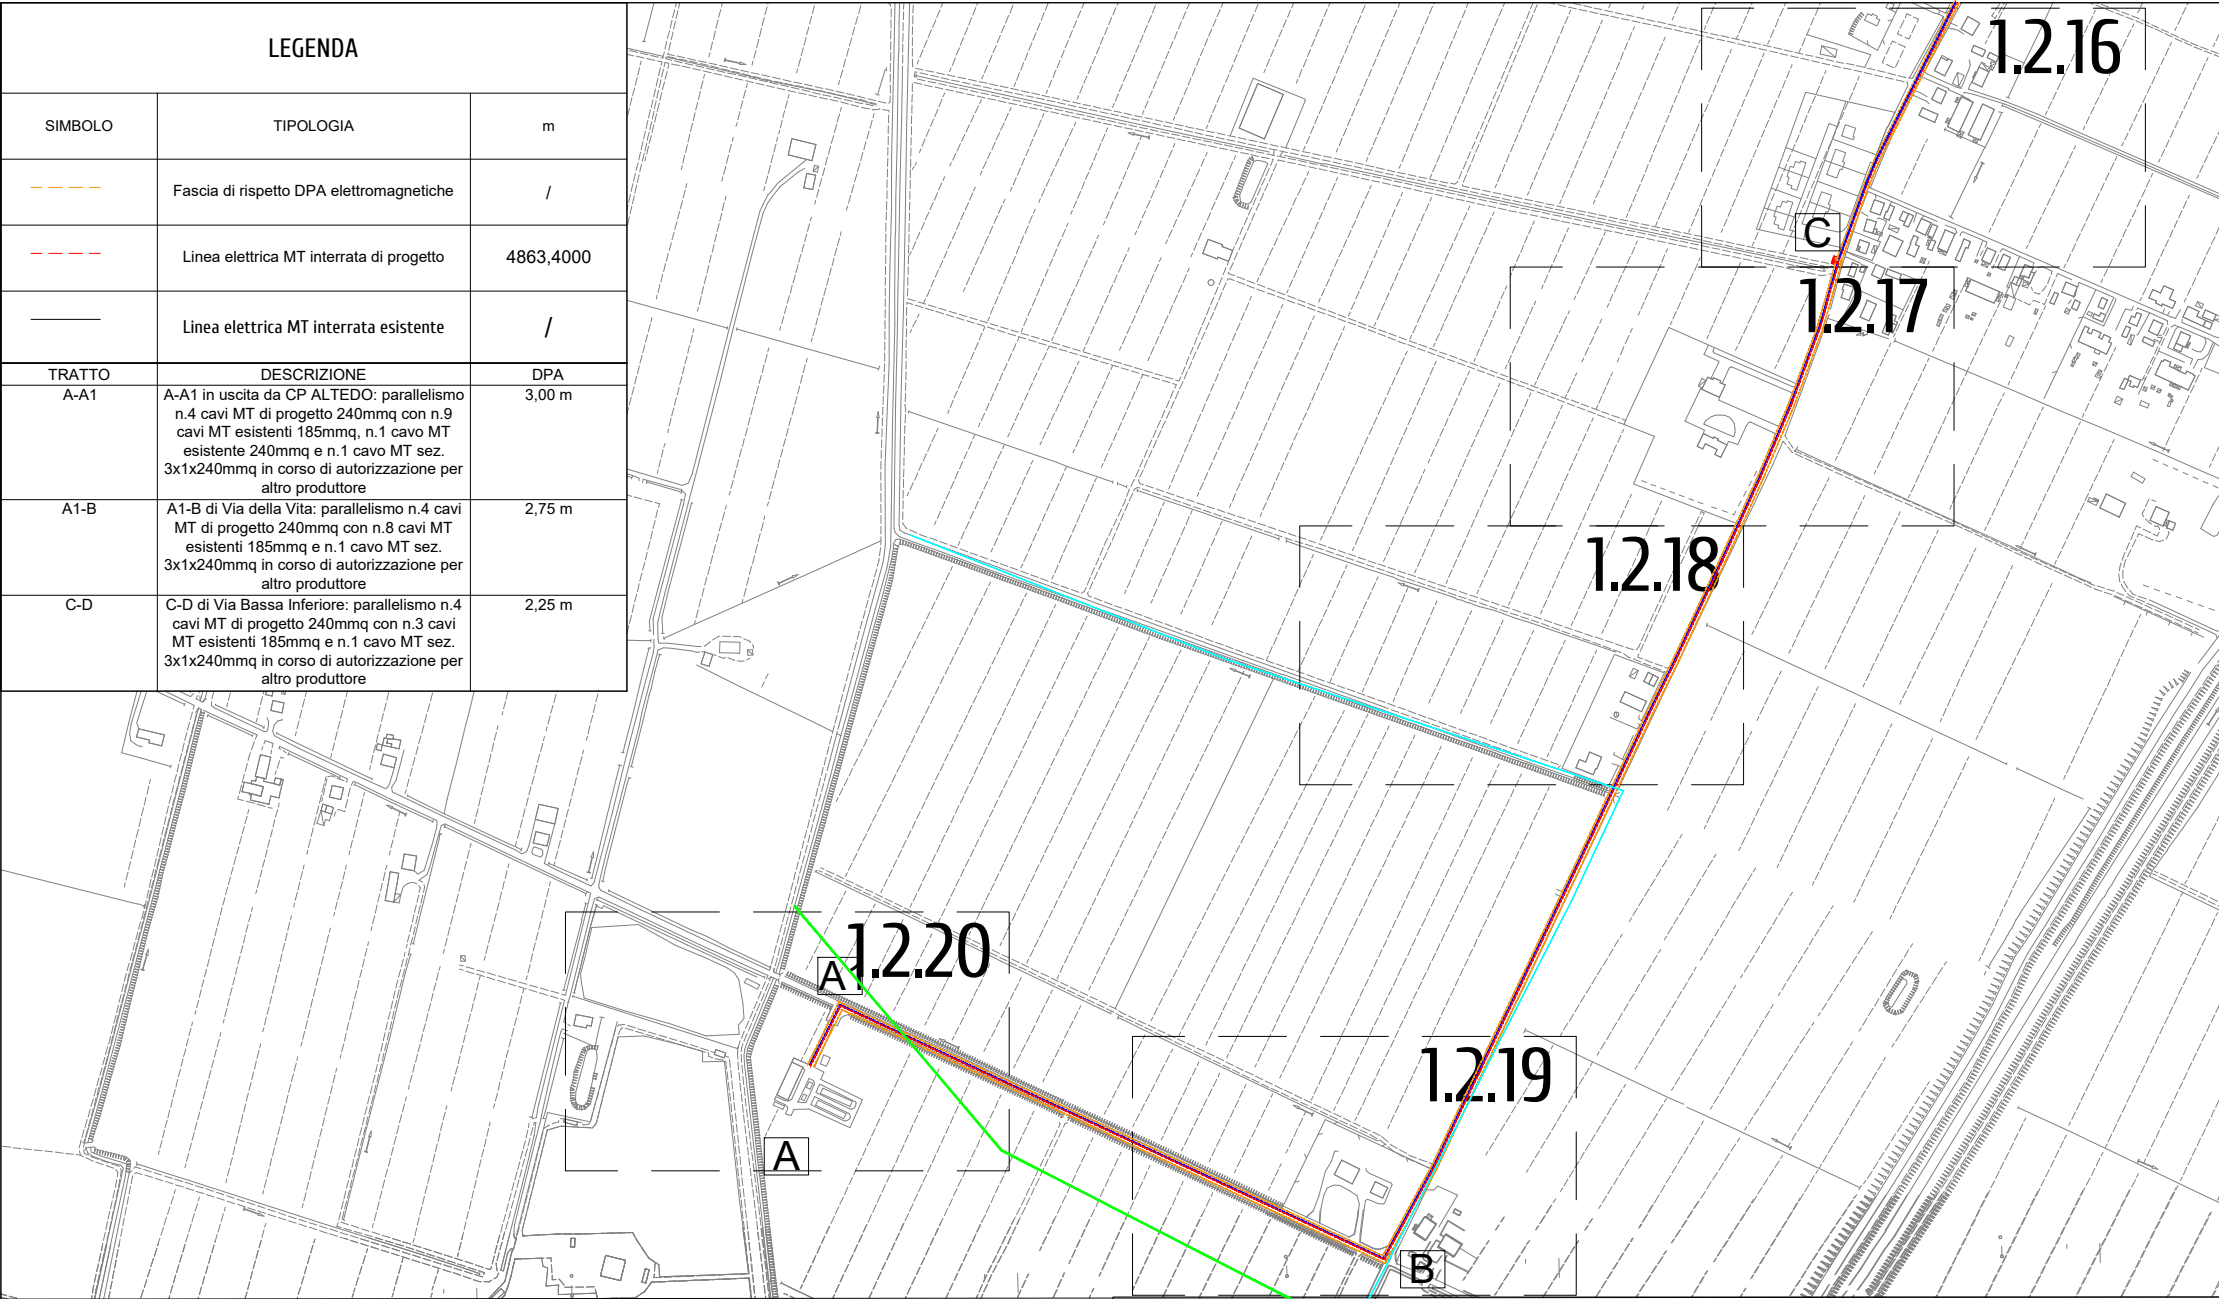 LEGENDA
SIMBOLO TIPOLOGIA m
Fascia di rispetto DPA elettromagnetiche /
Linea elettrica MT interrata di progetto 4863,4000
Linea elettrica MT interrata esistente /
TRATTO DESCRIZIONE DPA
A-A1 A-A1 in uscita da CP ALTEDO: parallelismo 3,00 m
n.4 cavi MT di progetto 240mmq con n.9
cavi MT esistenti 185mmq, n.1 cavo MT
esistente 240mmq e n.1 cavo MT sez.
3x1x240mmq in corso di autorizzazione per
altro produttore
A1-B A1-B di Via della Vita: parallelismo n.4 cavi 2,75 m
MT di progetto 240mmq con n.8 cavi MT
esistenti 185mmq e n.1 cavo MT sez.
3x1x240mmq in corso di autorizzazione per
altro produttore
C-D C-D di Via Bassa Inferiore: parallelismo n.4 2,25 m
cavi MT di progetto 240mmq con n.3 cavi
MT esistenti 185mmq e n.1 cavo MT sez.
3x1x240mmq in corso di autorizzazione per
altro produttore
1.2.16
C
1.2.17
1.2.18
1.2.20
A1
1.2.19
A
B